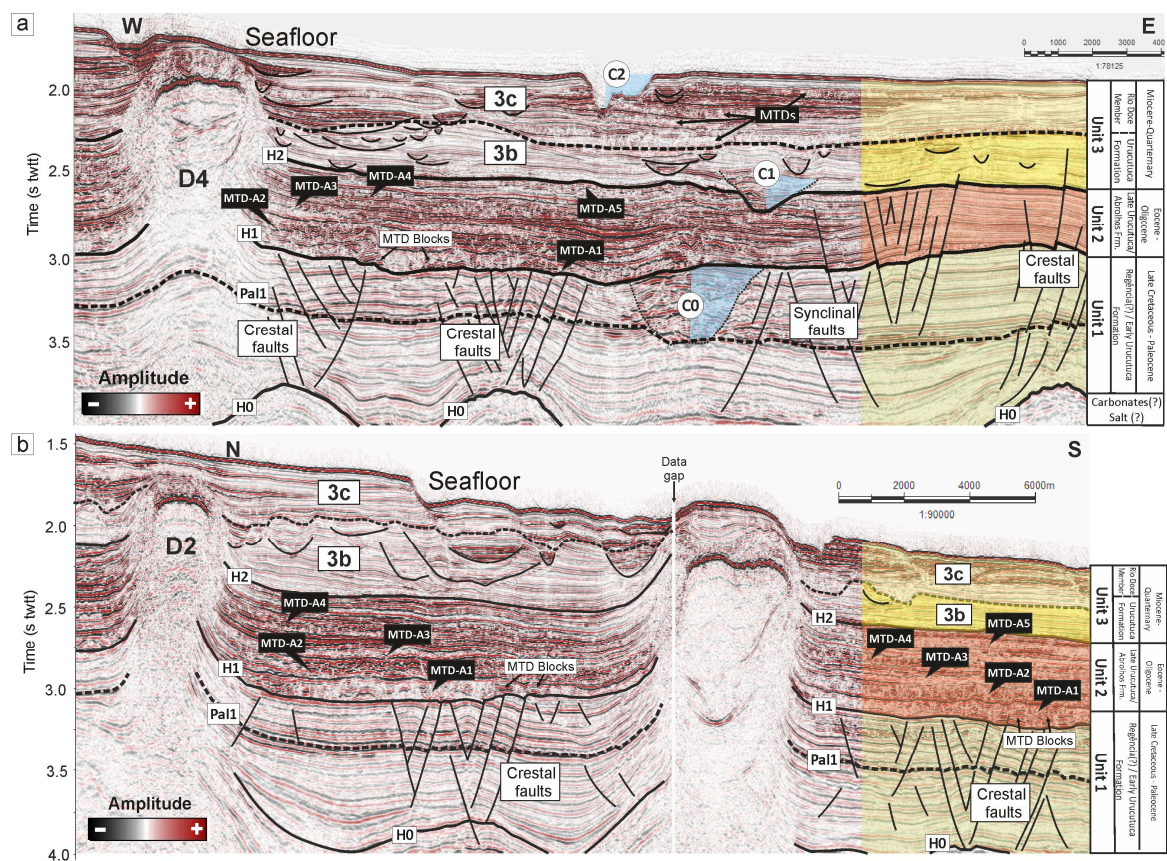 a
W
Seafloor
E
0 1000 2000 3000 400
1:78125
C2
2.0
3c
MTDs
3b
H2
2.5
D4
MTD-A4
MTD-A3
MTD-A2
C1
MTD-A5
Time (s twtt)
H1
MTD Blocks
MTD-A1
3.0
Pal1
C0
Crestal
faults
Crestal
faults
Crestal
faults
Synclinal
faults
3.5
Amplitude
− +
H0
H0
H0
Unit 3
Rio Doce
Member
Urucutuca
Formation
Miocene-Quarternary
Unit 2
Late Urucutuca/
Abrolhos Frm.
Eocene -
Oligocene
Unit 1
Regência(?) / Early Urucutuca
Formation
Late Cretaceous - Paleocene
Carbonates(?)
Salt (?)
b
1.5
N
Seafloor
Data
gap
S
0 2000 4000 6000m
1:90000
3c
2.0
D2
3b
H2
2.5
MTD-A4
MTD-A3
MTD-A2
MTD-A1
MTD Blocks
Time (s twtt)
H1
3.0
Pal1
Crestal
faults
3.5
Amplitude
− +
H0
4.0
3c
3b
H2
MTD-A5
MTD-A4
MTD-A3
MTD-A2
MTD-A1
H1
MTD Blocks
Pal1
Crestal
faults
H0
Unit 3
Rio Doce
Member
Urucutuca
Formation
Miocene-
Quarternary
Unit 2
Late Urucutuca/
Abrolhos Frm.
Eocene -
Oligocene
Unit 1
Regência(?) / Early Urucutuca
Formation
Late Cretaceous - Paleocene